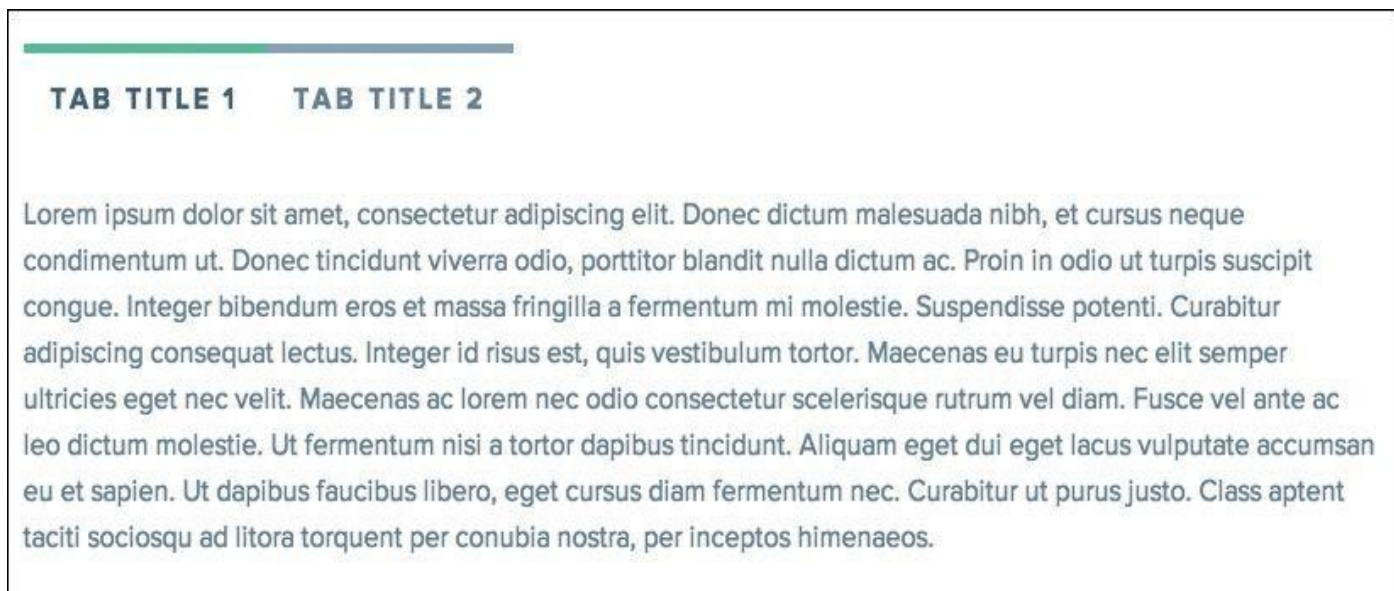 TAB TITLE 1 TAB TITLE 2
Lorem ipsum dolor sit amet, consectetur adipiscing elit. Donec dictum malesuada nibh, et cursus neque
condimentum ut. Donec tincidunt viverra odio, porttitor blandit nulla dictum ac. Proin in odio ut turpis suscipit
congue. Integer bibendum eros et massa fringilla a fermentum mi molestie. Suspendisse potenti. Curabitur
adipiscing consequat lectus. Integer id risus est, quis vestibulum tortor. Maecenas eu turpis nec elit semper
ultricies eget nec velit. Maecenas ac lorem nec odio consectetur scelerisque rutrum vel diam. Fusce vel ante ac
leo dictum molestie. Ut fermentum nisi a tortor dapibus tincidunt. Aliquam eget dui eget lacus vulputate accumsan
eu et sapien. Ut dapibus faucibus libero, eget cursus diam fermentum nec. Curabitur ut purus justo. Class aptent
taciti sociosqu ad litora torquent per conubia nostra, per inceptos himenaeos.